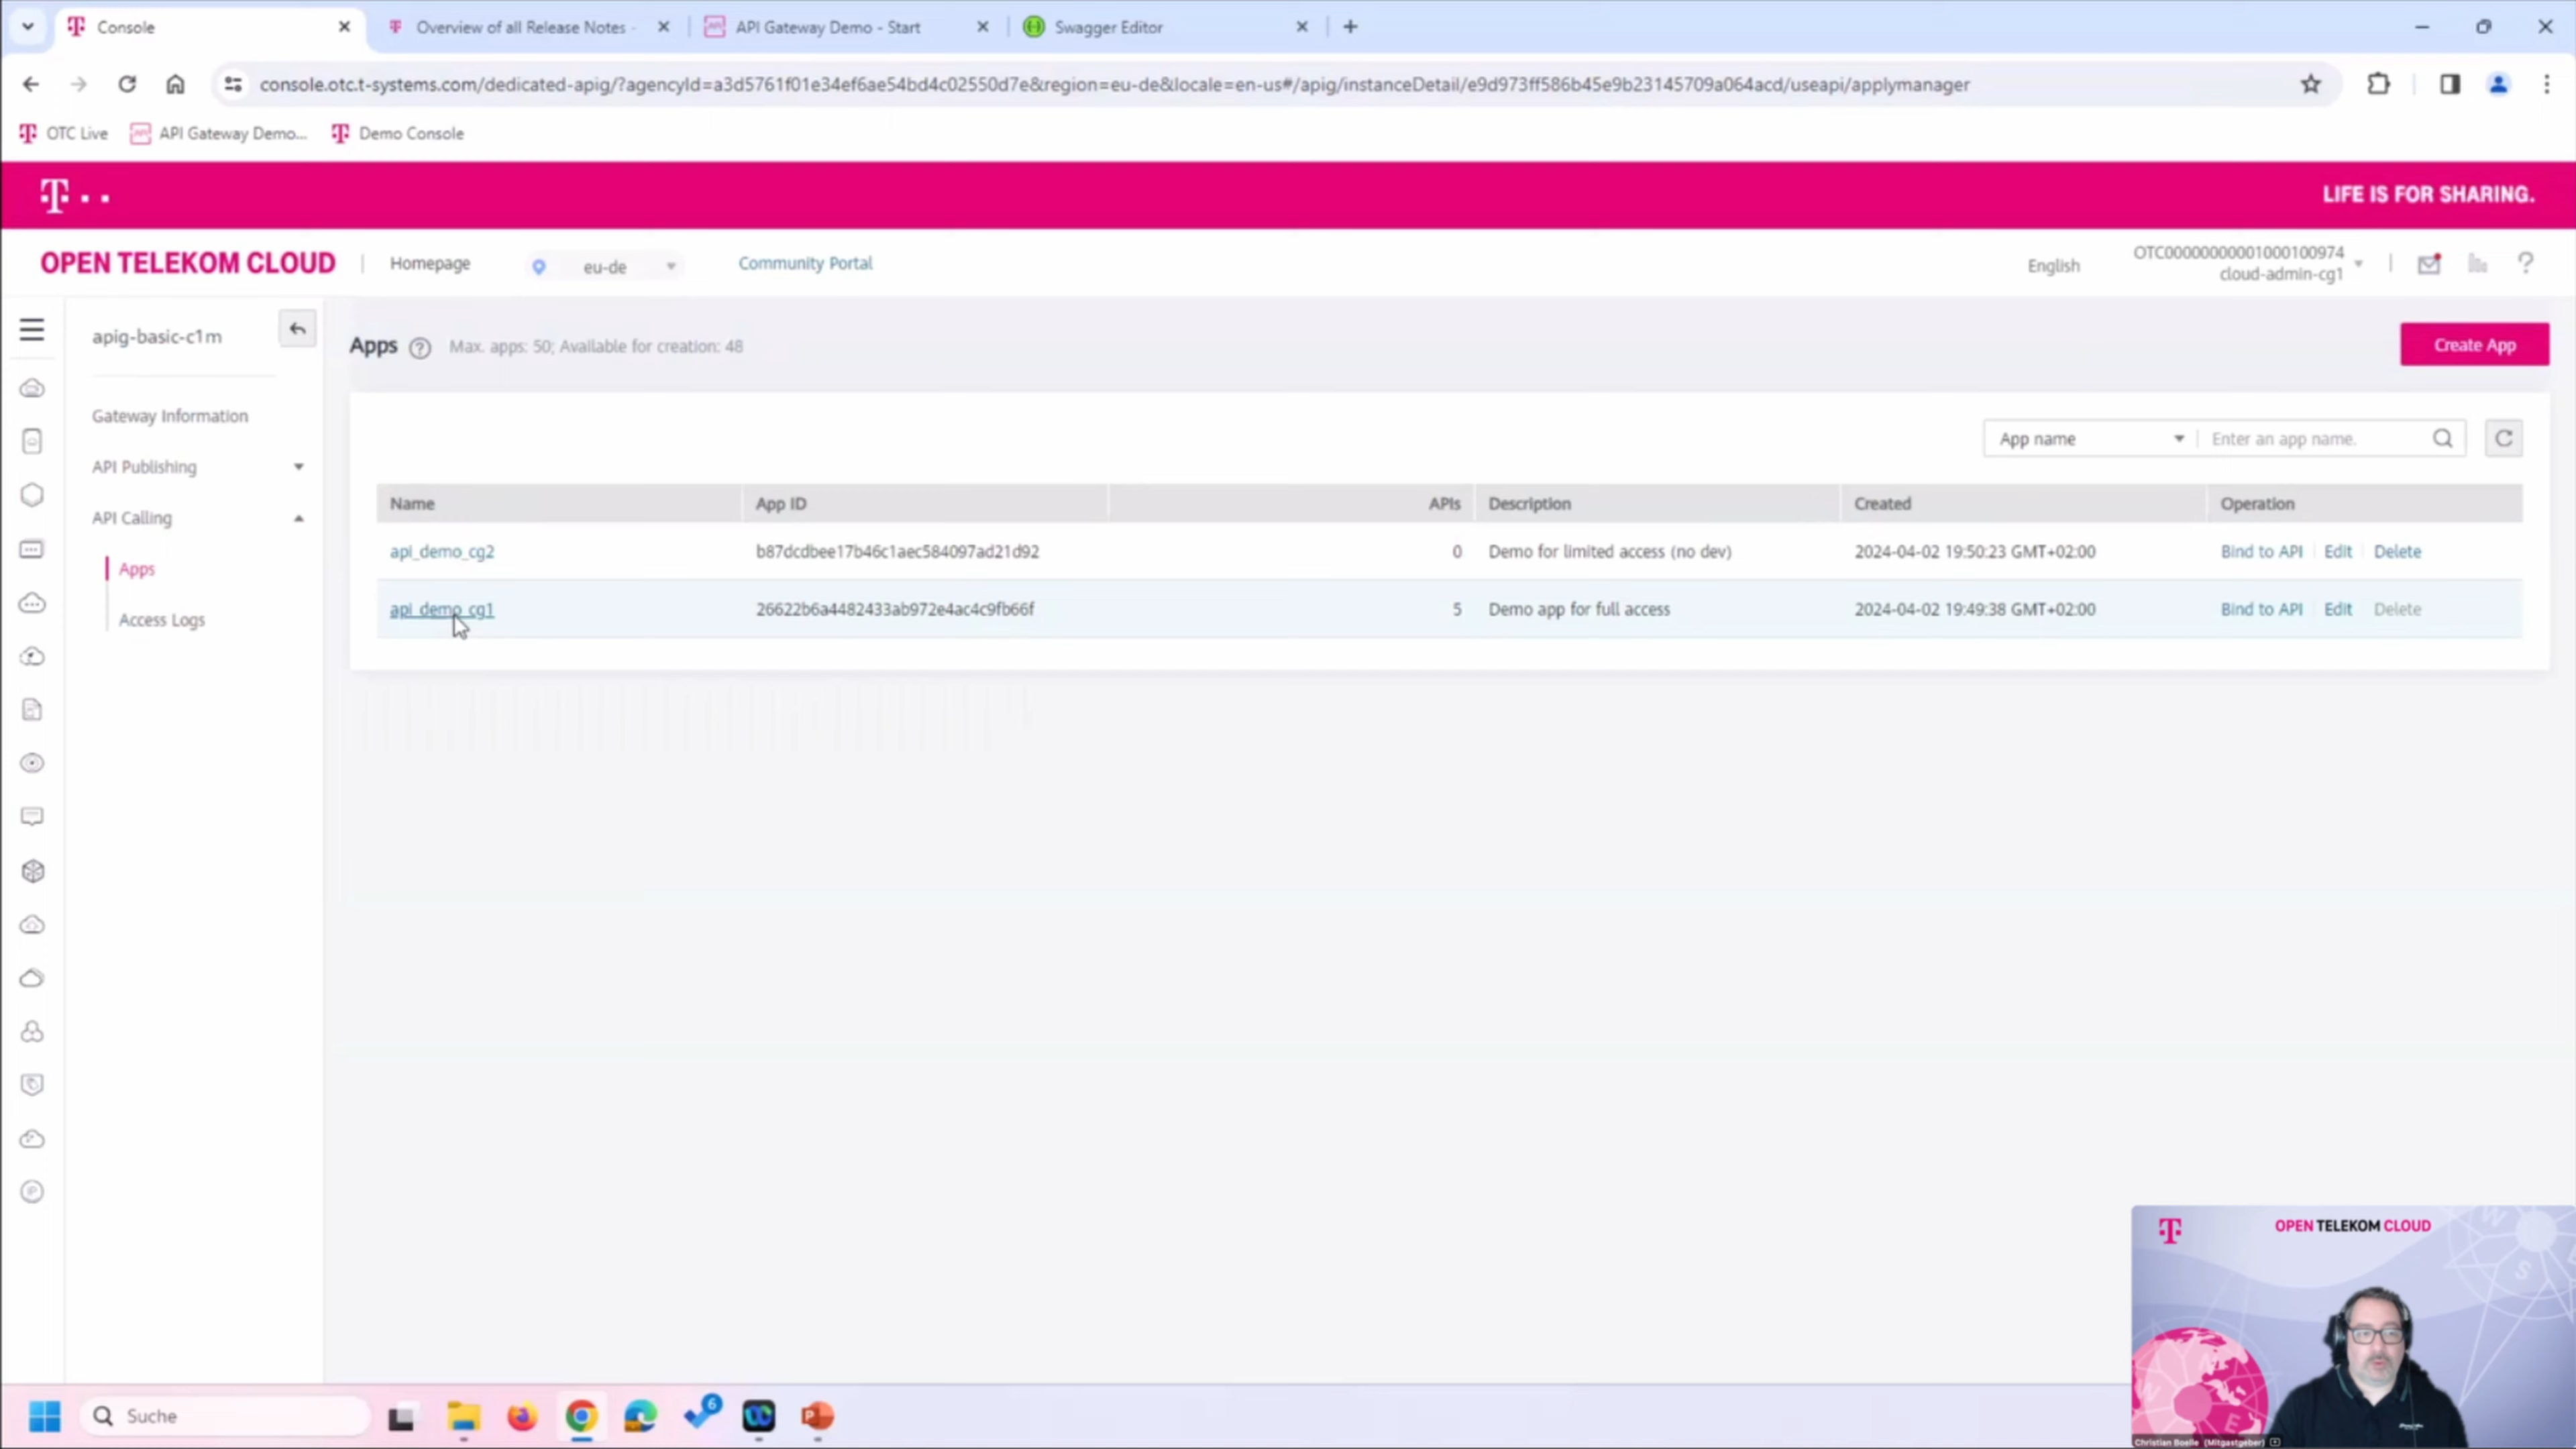 Console
Overview of all Release Notes -
API Gateway Demo - Start
Swagger Editor
console.otc.t-systems.com/dedicated-apig/?agencyId=a3d5761f01e34ef6ae54bd4c02550d7e&region=eu-de&locale=en-us#/apig/instanceDetail/e9d973ff586b45e9b23145709a064acd/useapi/applymanager
OTC Live
API Gateway Demo...
Demo Console
LIFE IS FOR SHARING.
OPEN TELEKOM CLOUD
Homepage
eu-de
Community Portal
English
OTC00000000001000100974
cloud-admin-cg1
apig-basic-c1m
Gateway Information
API Publishing
API Calling
Apps
Access Logs
Apps
Max. apps: 50; Available for creation: 48
Create App
App name
Enter an app name.
Name App ID APIs Description Created Operation
api_demo_cg2 b87dcdbee17b46c1aec584097ad21d92 0 Demo for limited access (no dev) 2024-04-02 19:50:23 GMT+02:00 Bind to API Edit Delete
api_demo_cg1 26622b6a4482433ab972e4ac4c9fb66f 5 Demo app for full access 2024-04-02 19:49:38 GMT+02:00 Bind to API Edit Delete
OPEN TELEKOM CLOUD
Christian Boelle (Mitgastgeber)
Suche
6